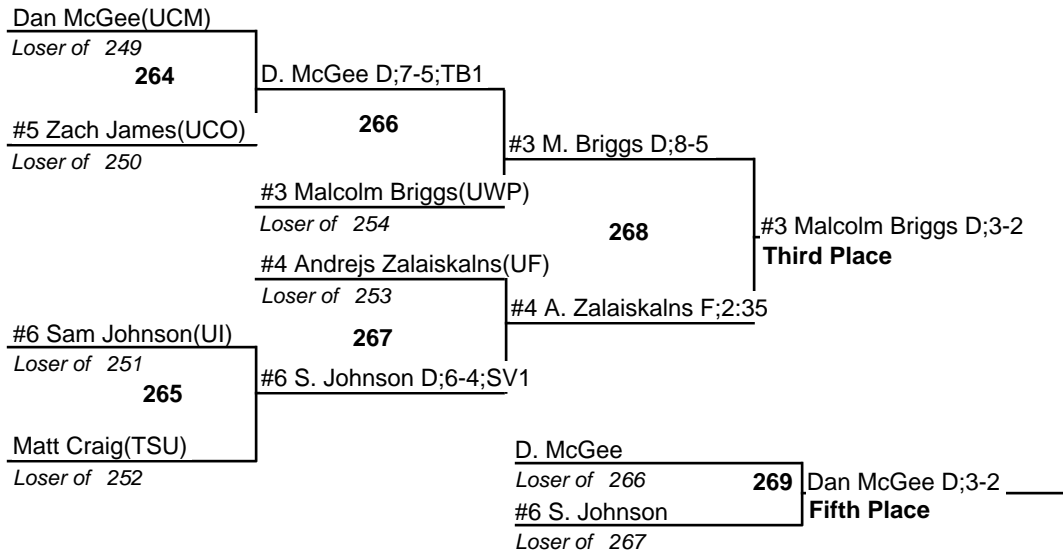 Dan McGee(UCM)
Loser of 249
264
D. McGee D;7-5;TB1
#5 Zach James(UCO)
Loser of 250
266
#3 M. Briggs D;8-5
#3 Malcolm Briggs(UWP)
Loser of 254
268
#3 Malcolm Briggs D;3-2
Third Place
#4 Andrejs Zalaiskalns(UF)
Loser of 253
#4 A. Zalaiskalns F;2:35
267
#6 Sam Johnson(UI)
Loser of 251
265
#6 S. Johnson D;6-4;SV1
Matt Craig(TSU)
Loser of 252
D. McGee
Loser of 266
269
Dan McGee D;3-2
Fifth Place
#6 S. Johnson
Loser of 267